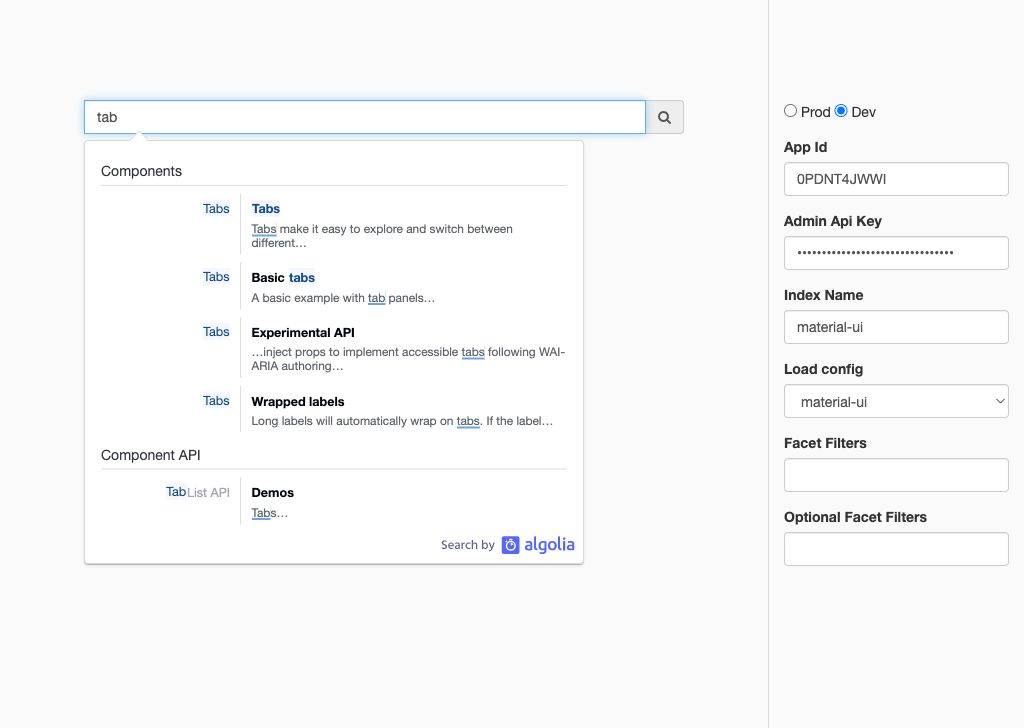 tab
Components
Tabs
Tabs
Tabs make it easy to explore and switch between
different…
Tabs
Basic tabs
A basic example with tab panels…
Tabs
Experimental API
…inject props to implement accessible tabs following WAI-
ARIA authoring…
Tabs
Wrapped labels
Long labels will automatically wrap on tabs. If the label…
Component API
TabList API
Demos
Tabs…
Search by algolia
Prod Dev
App Id
0PDNT4JWWI
Admin Api Key
Index Name
material-ui
Load config
material-ui
Facet Filters
Optional Facet Filters